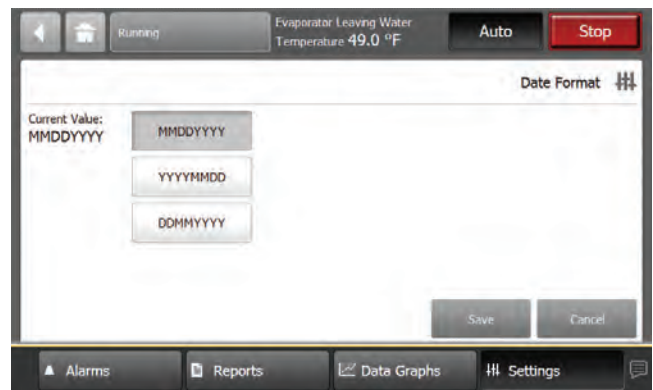 Running
Evaporator Leaving Water
Temperature 49.0 °F
Auto
Stop
Date Format
Current Value:
MMDDYYYY
MMDDYYYY
YYYYMMDD
DDMMYYYY
Save
Cancel
Alarms
Reports
Data Graphs
Settings